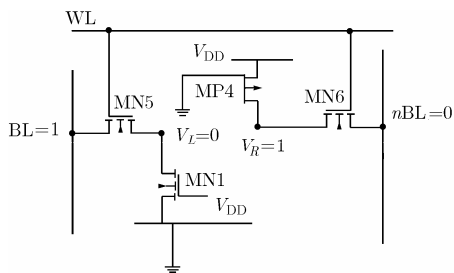 WL
V_DD
MP4
MN5
MN6
BL=1
V_L=0
V_R=1
nBL=0
MN1
V_DD